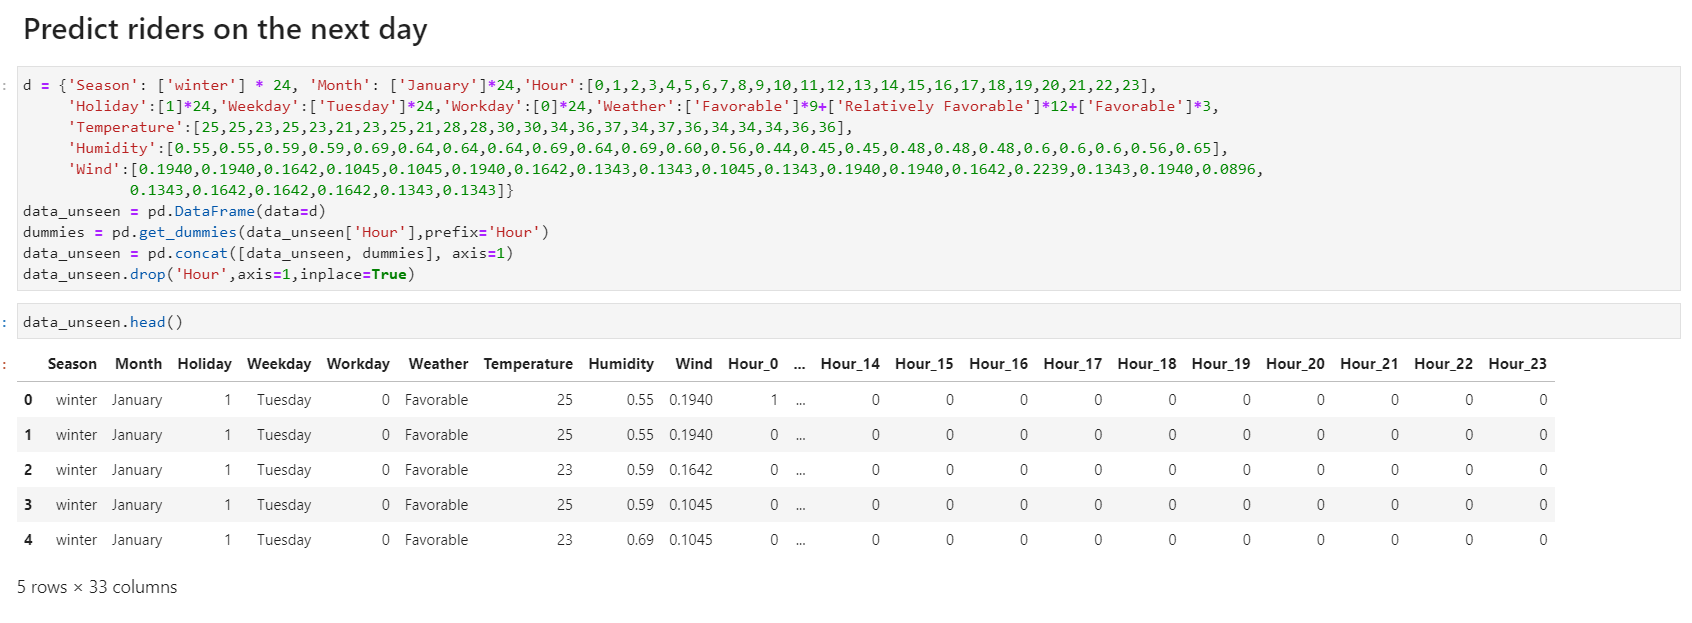 Predict riders on the next day
: d = {'Season': ['winter'] * 24, 'Month': ['January']*24,'Hour':[0,1,2,3,4,5,6,7,8,9,10,11,12,13,14,15,16,17,18,19,20,21,22,23],
'Holiday':[1]*24,'Weekday':['Tuesday']*24,'Workday':[0]*24,'Weather':['Favorable']*9+['Relatively Favorable']*12+['Favorable']*3,
'Temperature':[25,25,23,25,23,21,23,25,21,28,28,30,30,34,36,37,34,37,36,34,34,34,36,36],
'Humidity':[0.55,0.55,0.59,0.59,0.69,0.64,0.64,0.64,0.69,0.64,0.69,0.60,0.56,0.44,0.45,0.45,0.48,0.48,0.48,0.6,0.6,0.6,0.56,0.65],
'Wind':[0.1940,0.1940,0.1642,0.1045,0.1045,0.1940,0.1642,0.1343,0.1343,0.1045,0.1343,0.1940,0.1940,0.1642,0.2239,0.1343,0.1940,0.0896,
0.1343,0.1642,0.1642,0.1642,0.1343,0.1343]}
data_unseen = pd.DataFrame(data=d)
dummies = pd.get_dummies(data_unseen['Hour'],prefix='Hour')
data_unseen = pd.concat([data_unseen, dummies], axis=1)
data_unseen.drop('Hour',axis=1,inplace=True)
: data_unseen.head()
: Season Month Holiday Weekday Workday Weather Temperature Humidity Wind Hour_0 ... Hour_14 Hour_15 Hour_16 Hour_17 Hour_18 Hour_19 Hour_20 Hour_21 Hour_22 Hour_23
0 winter January 1 Tuesday 0 Favorable 25 0.55 0.1940 1 ... 0 0 0 0 0 0 0 0 0 0
1 winter January 1 Tuesday 0 Favorable 25 0.55 0.1940 0 ... 0 0 0 0 0 0 0 0 0 0
2 winter January 1 Tuesday 0 Favorable 23 0.59 0.1642 0 ... 0 0 0 0 0 0 0 0 0 0
3 winter January 1 Tuesday 0 Favorable 25 0.59 0.1045 0 ... 0 0 0 0 0 0 0 0 0 0
4 winter January 1 Tuesday 0 Favorable 23 0.69 0.1045 0 ... 0 0 0 0 0 0 0 0 0 0
5 rows × 33 columns